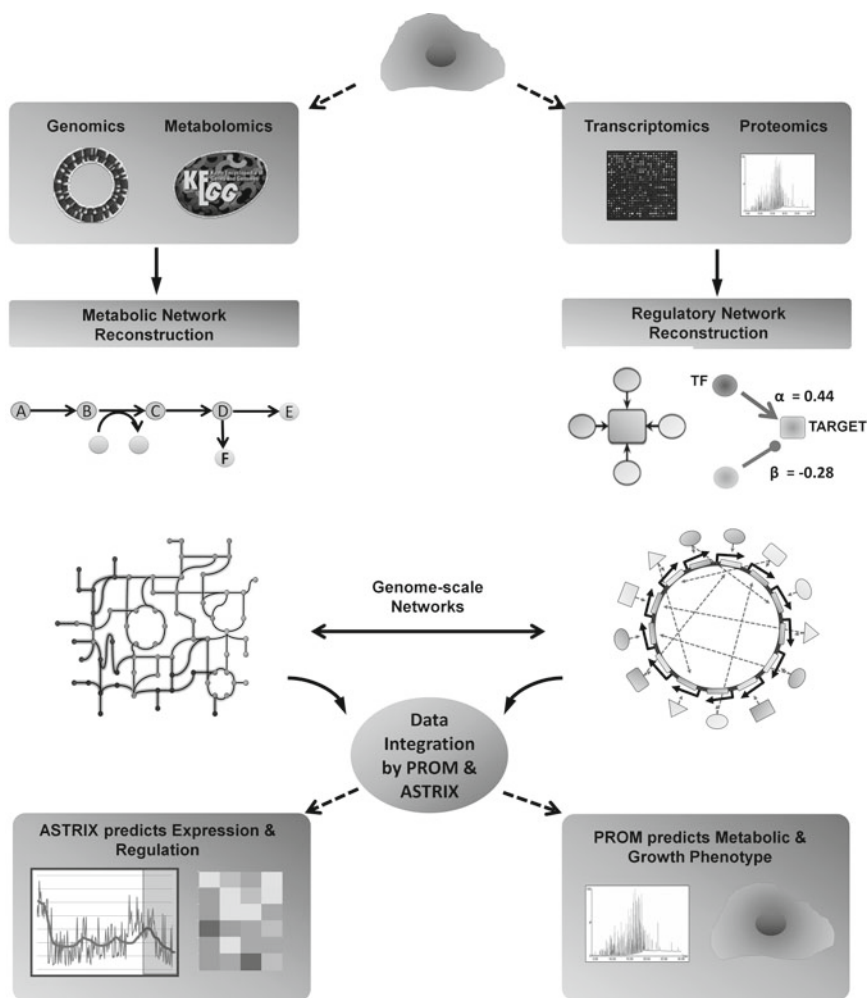 Genomics Metabolomics
KEGG
Transcriptomics Proteomics
Metabolic Network
Reconstruction
Regulatory Network
Reconstruction
A B C D E
F
TF
α = 0.44
TARGET
β = -0.28
Genome-scale
Networks
Data
Integration
by PROM &
ASTRIX
ASTRIX predicts Expression &
Regulation
PROM predicts Metabolic &
Growth Phenotype